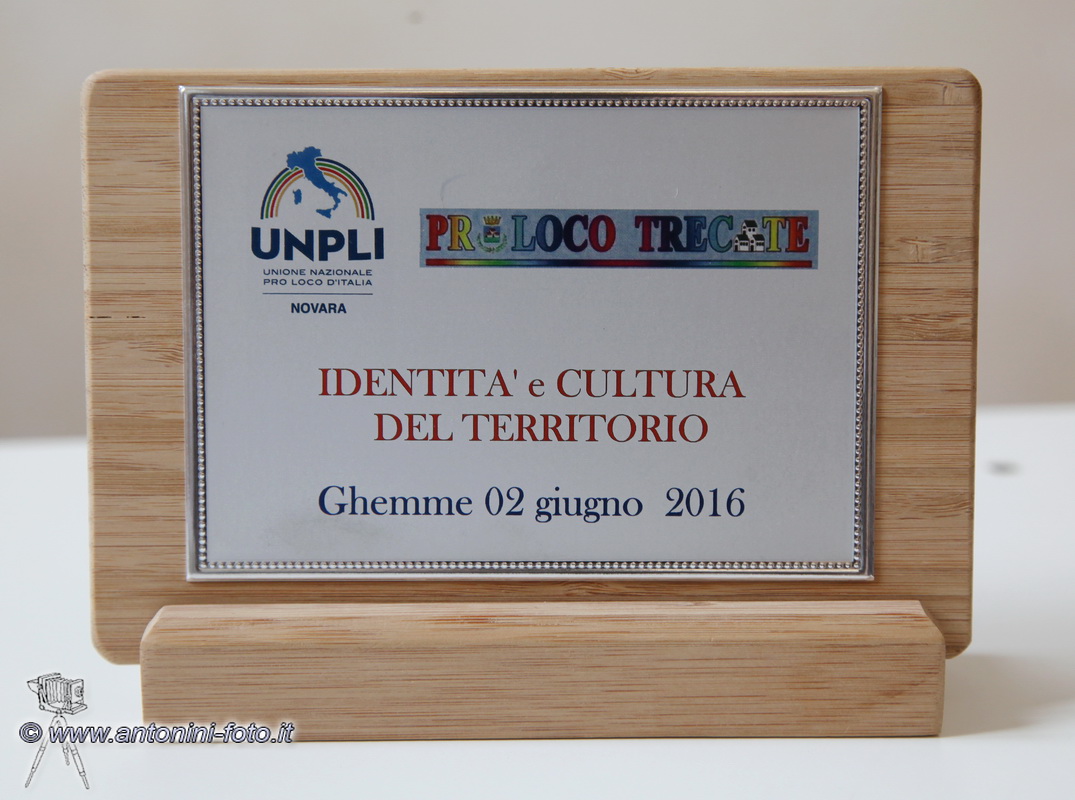 UNPLI
UNIONE NAZIONALE
PRO LOCO D'ITALIA
NOVARA
PRO LOCO TRECATE
IDENTITA' e CULTURA
DEL TERRITORIO
Ghemme 02 giugno 2016
© www.antonini-foto.it